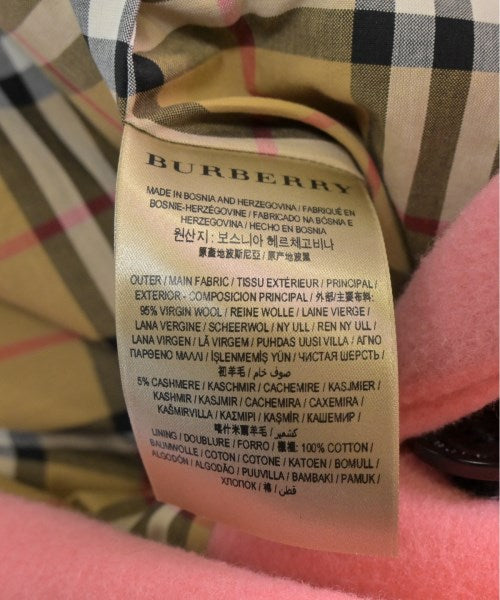 BURBERRY
MADE IN BOSNIA AND HERZEGOVINA / FABRIQUÉ EN
BOSNIE-HERZÉGOVINE / FABRICADO NA BÓSNIA E
HERZEGOVINA / HECHO EN BOSNIA
원산지 : 보스니아 헤르체고비나
原產地波斯尼亞 / 原产地波黑
OUTER / MAIN FABRIC / TISSU EXTÉRIEUR / PRINCIPAL /
EXTERIOR - COMPOSICION PRINCIPAL / 外部/主要布料:
95% VIRGIN WOOL / REINE WOLLE / LAINE VIERGE /
LANA VERGINE / SCHEERWOL / NY ULL / REN NY ULL /
LANA VIRGEN / LÃ VIRGEM / PUHDAS UUSI VILLA / ΑΓΝΟ
ΠΑΡΘΕΝΟ ΜΑΛΛΙ / İŞLENMEMİŞ YÜN / ЧИСТАЯ ШЕРСТЬ /
初羊毛 / صوف خام /
5% CASHMERE / KASCHMIR / CACHEMIRE / KASJMIER /
KASHMIR / KASJMIR / CACHEMIRA / CAXEMIRA /
KAŠMIRVILLA / ΚΑΣΜΙΡΙ / KAŞMİR / КАШЕМИР /
喀什米爾羊毛 / كشمير /
LINING / DOUBLURE / FORRO / 襯裡: 100% COTTON /
BAUMWOLLE / COTON / COTONE / KATOEN / BOMULL /
ALGODÓN / ALGODÃO / PUUVILLA / BAMBAKI / PAMUK /
ХЛОПОК / 棉 / قطن /